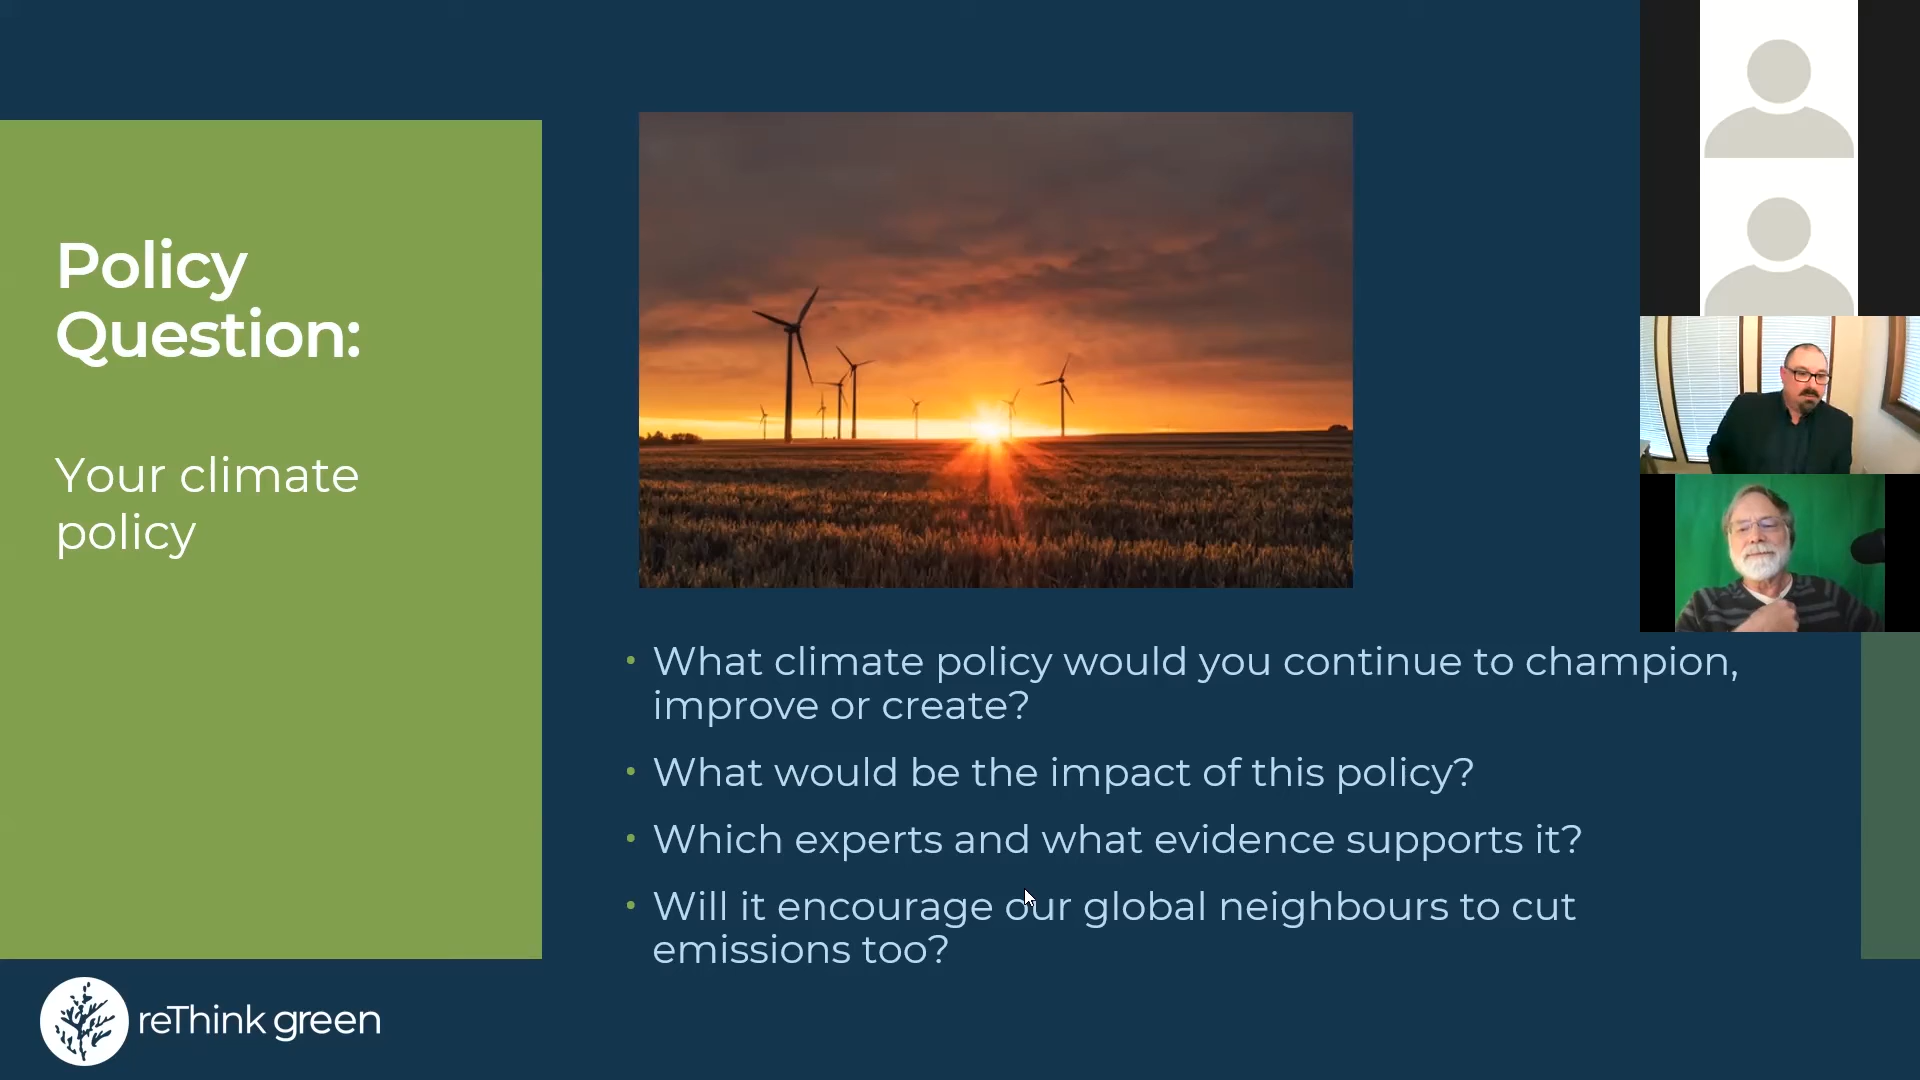 Policy
Question:
Your climate
policy
What climate policy would you continue to champion,
improve or create?
What would be the impact of this policy?
Which experts and what evidence supports it?
Will it encourage our global neighbours to cut
emissions too?
reThink green